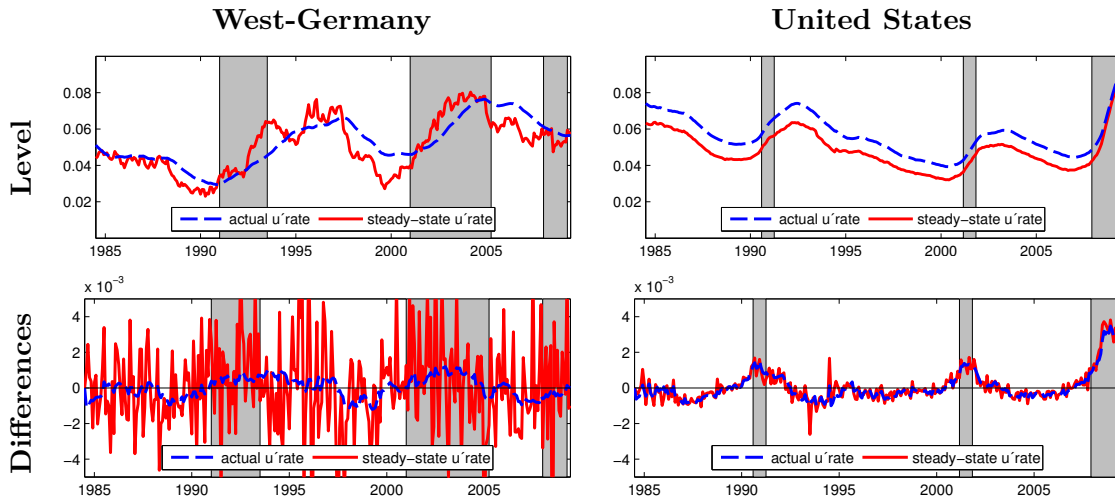 West-Germany
United States
Level
0.08
0.06
0.04
0.02
actual u´rate
steady−state u´rate
1985 1990 1995 2000 2005
0.08
0.06
0.04
0.02
actual u´rate
steady−state u´rate
1985 1990 1995 2000 2005
Differences
x 10⁻³
4
2
0
−2
−4
actual u´rate
steady−state u´rate
1985 1990 1995 2000 2005
x 10⁻³
4
2
0
−2
−4
actual u´rate
steady−state u´rate
1985 1990 1995 2000 2005